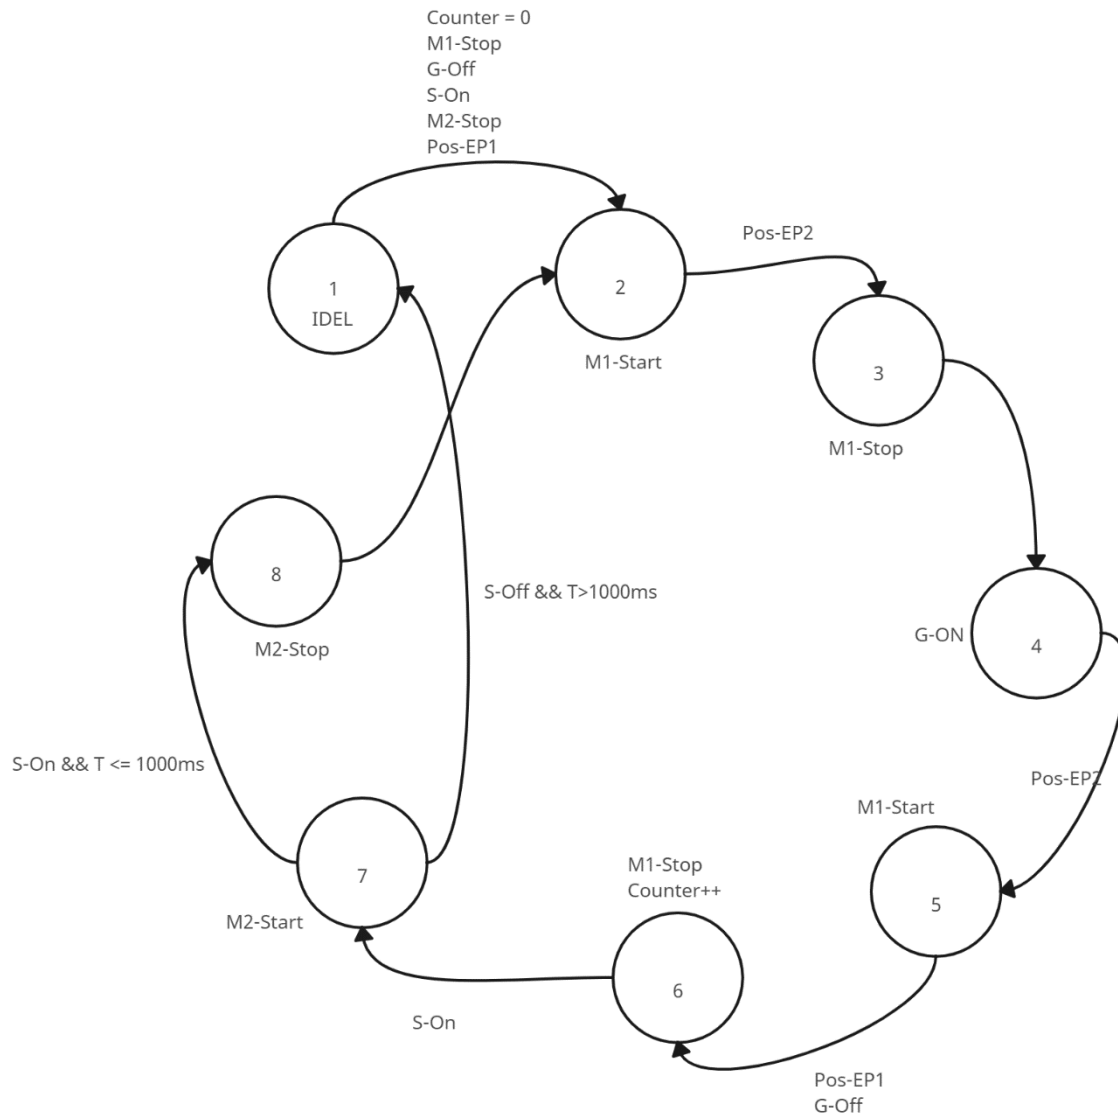 Counter = 0
M1-Stop
G-Off
S-On
M2-Stop
Pos-EP1
1
IDEL
2
M1-Start
Pos-EP2
3
M1-Stop
4
G-ON
Pos-EP2
5
M1-Start
Pos-EP1
G-Off
6
M1-Stop
Counter++
S-On
7
M2-Start
S-On && T <= 1000ms
S-Off && T>1000ms
8
M2-Stop